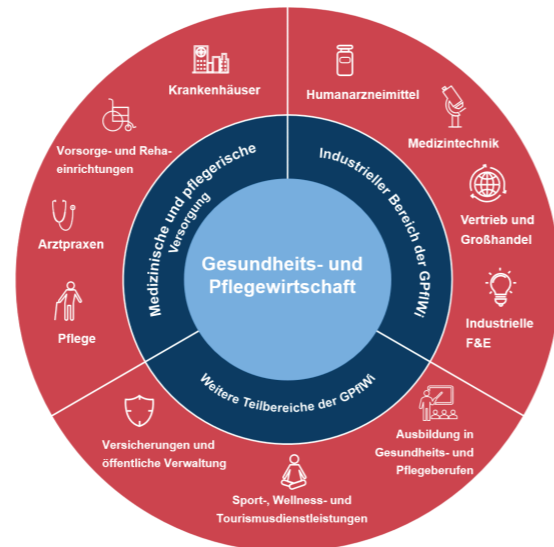 Gesundheits- und
Pflegewirtschaft
Medizinische und pflegerische
Versorgung
Krankenhäuser
Vorsorge- und Reha-
einrichtungen
Arztpraxen
Pflege
Industrieller Bereich der GPflWi
Humanarzneimittel
Medizintechnik
Vertrieb und
Großhandel
Industrielle
F&E
Weitere Teilbereiche der GPflWi
Ausbildung in
Gesundheits- und
Pflegeberufen
Sport-, Wellness- und
Tourismusdienstleistungen
Versicherungen und
öffentliche Verwaltung